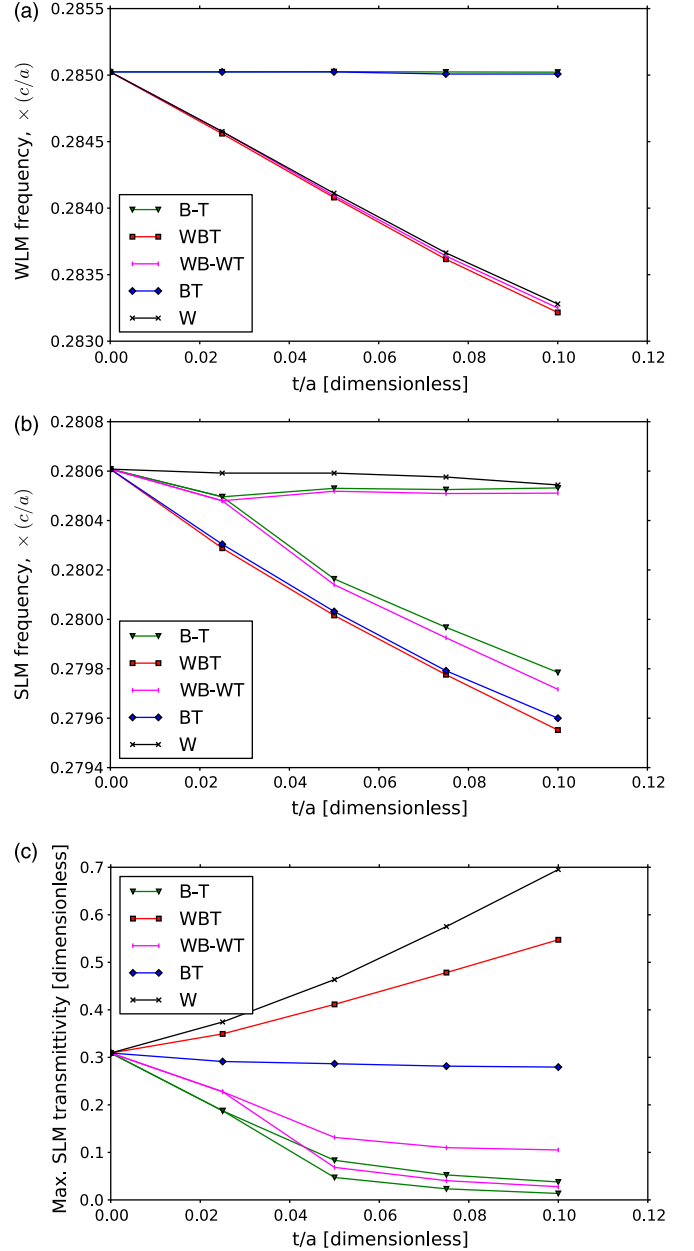 (a)
0.2855
0.2850
0.2845
0.2840
0.2835
0.2830
WLM frequency, × (c/a)
B-T
WBT
WB-WT
BT
W
0.00 0.02 0.04 0.06 0.08 0.10 0.12
t/a [dimensionless]
(b)
0.2808
0.2806
0.2804
0.2802
0.2800
0.2798
0.2796
0.2794
SLM frequency, × (c/a)
B-T
WBT
WB-WT
BT
W
0.00 0.02 0.04 0.06 0.08 0.10 0.12
t/a [dimensionless]
(c)
0.7
0.6
0.5
0.4
0.3
0.2
0.1
0.0
Max. SLM transmittivity [dimensionless]
B-T
WBT
WB-WT
BT
W
0.00 0.02 0.04 0.06 0.08 0.10 0.12
t/a [dimensionless]